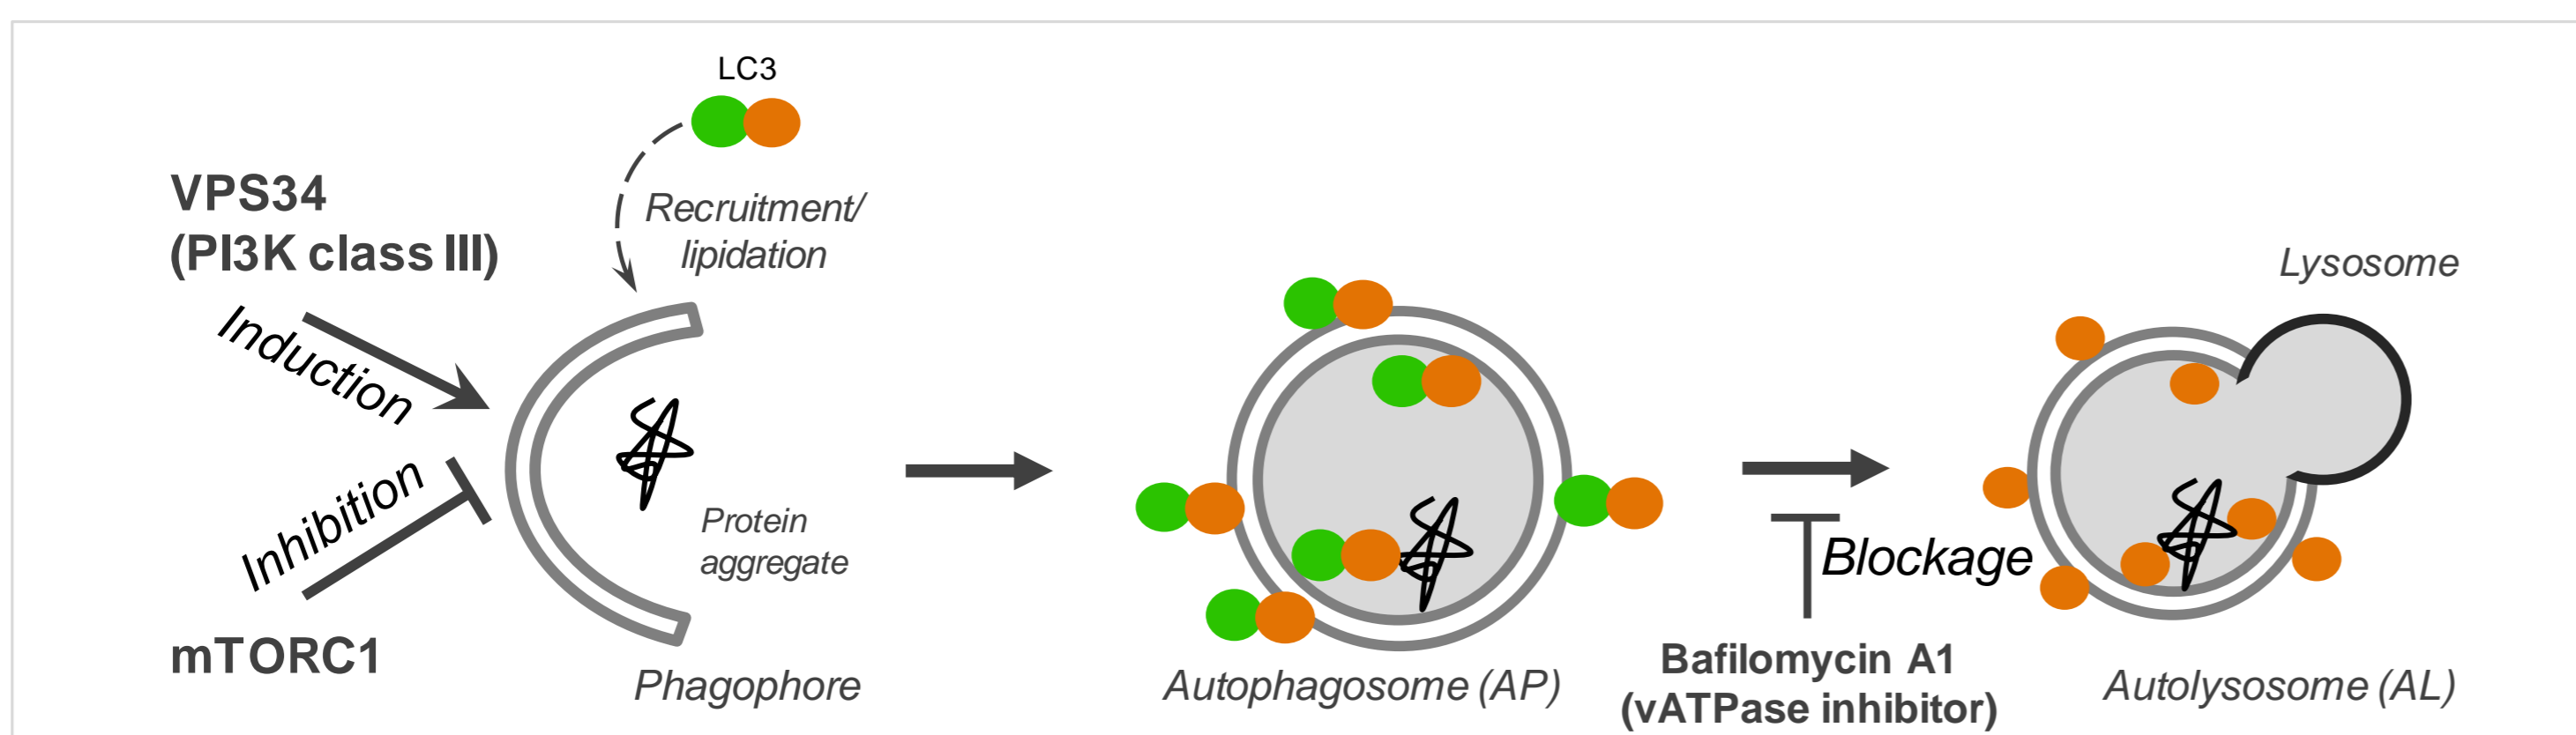 LC3
VPS34
(PI3K class III)
Recruitment/
lipidation
Induction
Inhibition
mTORC1
Protein
aggregate
Phagophore
Autophagosome (AP)
Blockage
Bafilomycin A1
(vATPase inhibitor)
Lysosome
Autolysosome (AL)